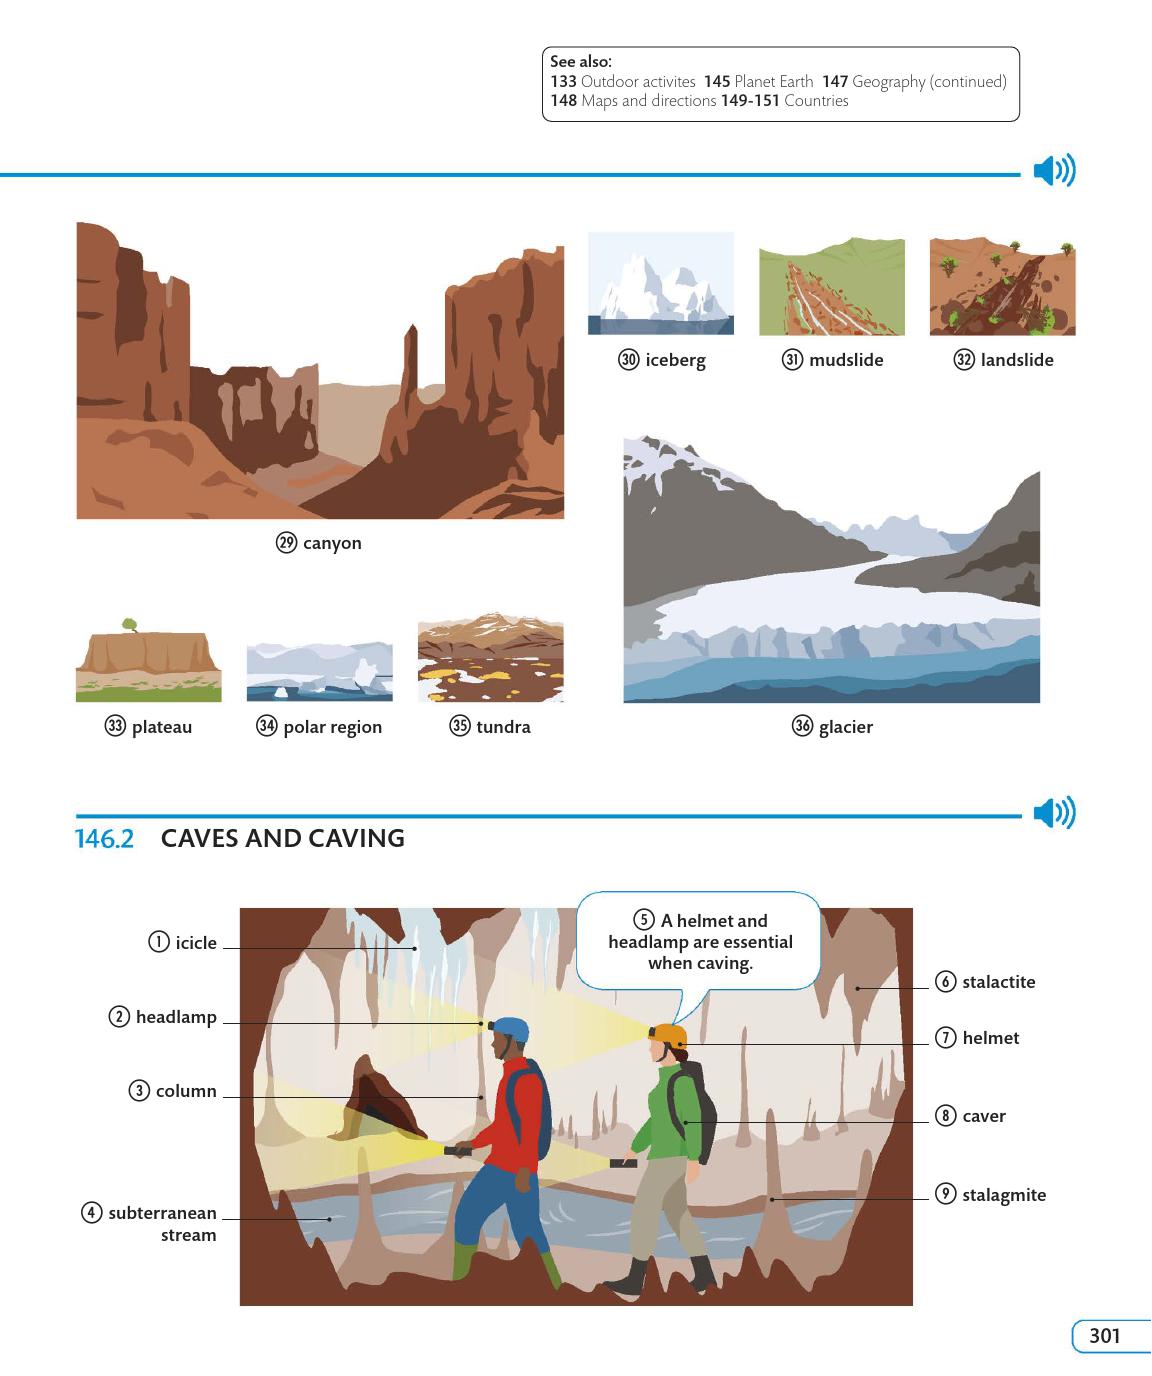 See also:
133 Outdoor activites 145 Planet Earth 147 Geography (continued)
148 Maps and directions 149-151 Countries
30 iceberg
31 mudslide
32 landslide
29 canyon
33 plateau
34 polar region
35 tundra
36 glacier
146.2 CAVES AND CAVING
1 icicle
2 headlamp
3 column
4 subterranean
stream
5 A helmet and
headlamp are essential
when caving.
6 stalactite
7 helmet
8 caver
9 stalagmite
301